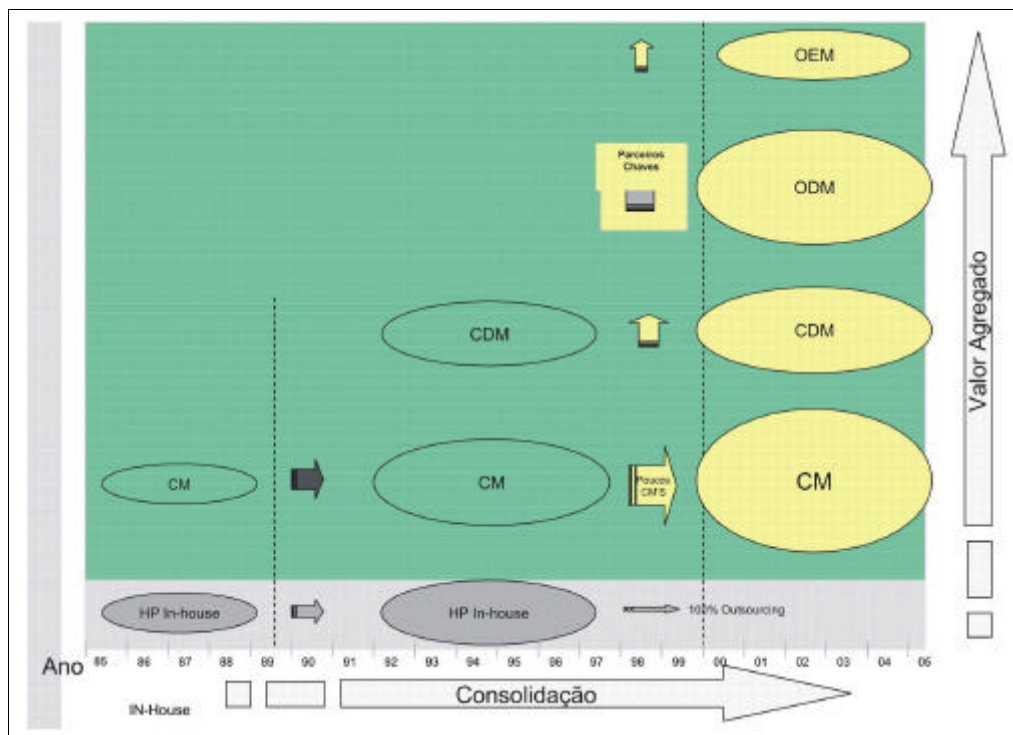 OEM
Parceiros
Chaves
ODM
CDM
CDM
CM
CM
Poucos
CM'S
CM
HP In-house
HP In-house
100% Outsourcing
Valor Agregado
Ano
85 86 87 88 89 90 91 92 93 94 95 96 97 98 99 00 01 02 03 04 05
IN-House
Consolidação